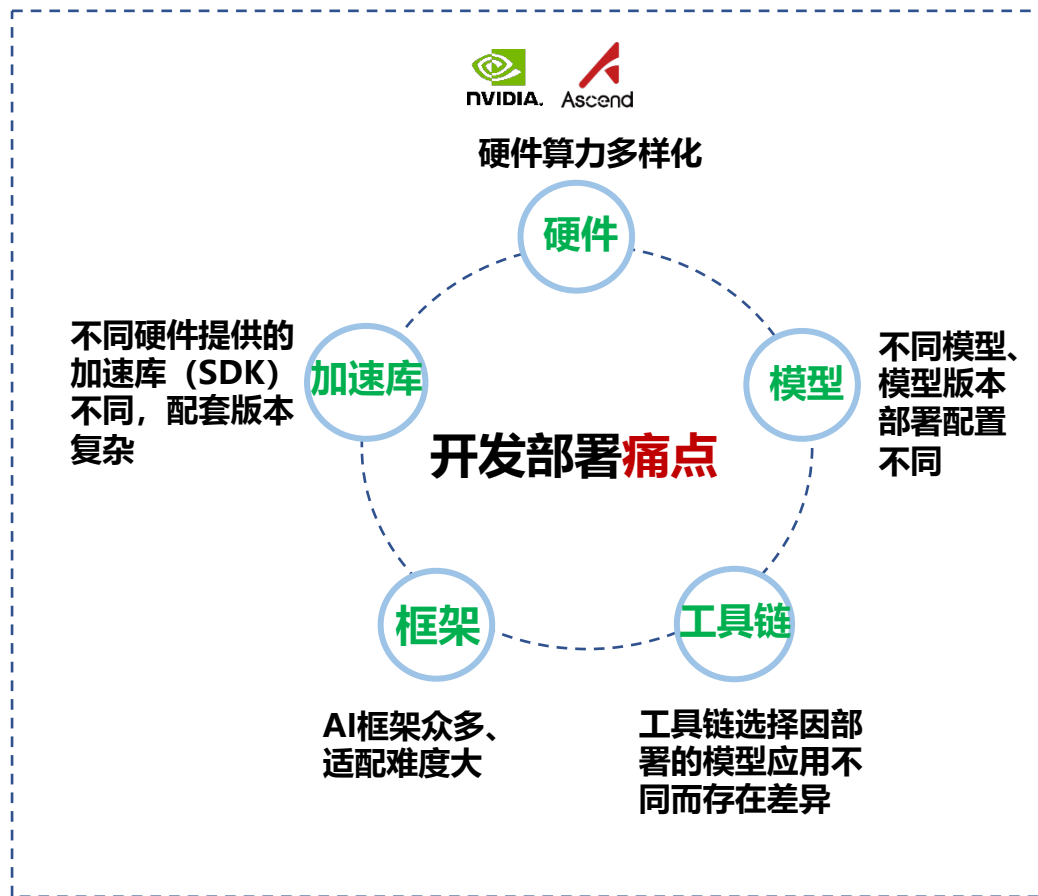 NVIDIA.
Ascend
硬件算力多样化
硬件
不同硬件提供的
加速库（SDK）
不同，配套版本
复杂
加速库
不同模型、
模型版本
部署配置
不同
模型
开发部署痛点
框架
工具链
AI框架众多、
适配难度大
工具链选择因部
署的模型应用不
同而存在差异